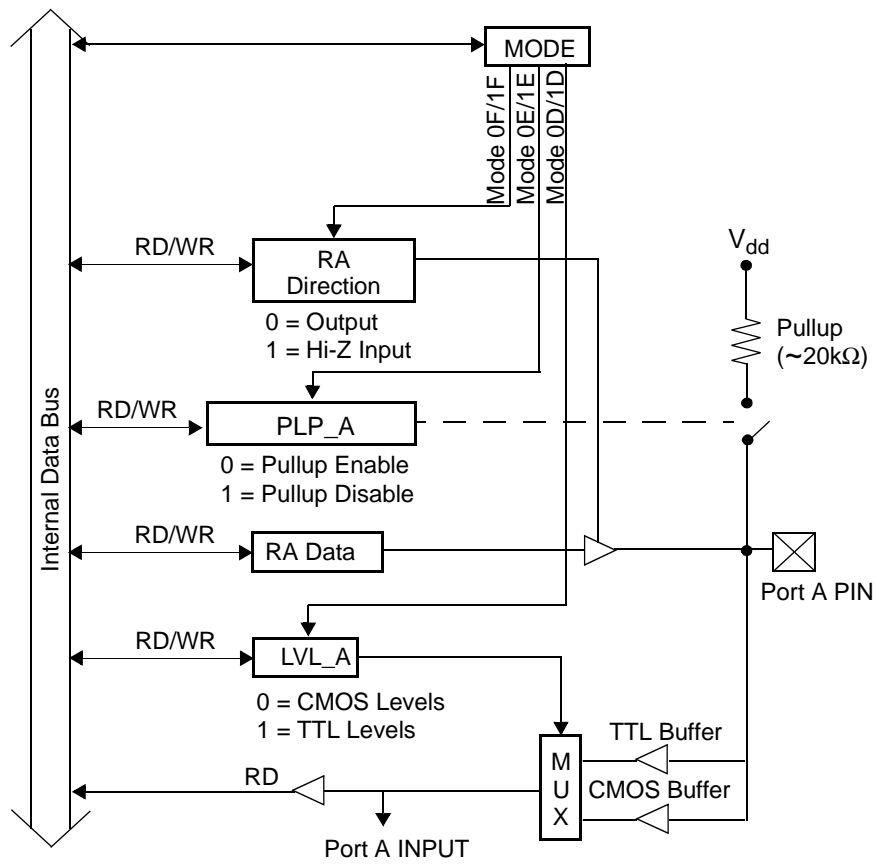 MODE
Mode 0F/1F
Mode 0E/1E
Mode 0D/1D
Internal Data Bus
RD/WR
RA
Direction
0 = Output
1 = Hi-Z Input
Vdd
Pullup
(~20kΩ)
RD/WR
PLP_A
0 = Pullup Enable
1 = Pullup Disable
RD/WR
RA Data
Port A PIN
RD/WR
LVL_A
0 = CMOS Levels
1 = TTL Levels
TTL Buffer
M
U
X
CMOS Buffer
RD
Port A INPUT